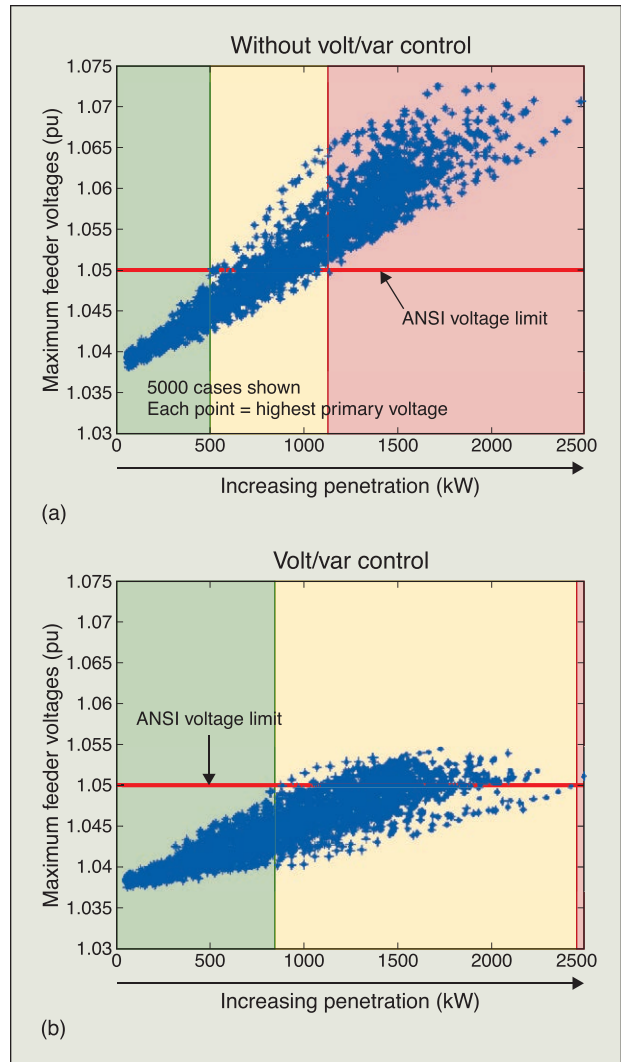 Without volt/var control
Maximum feeder voltages (pu)
1.075
1.07
1.065
1.06
1.055
1.05
1.045
1.04
1.035
1.03
ANSI voltage limit
5000 cases shown
Each point = highest primary voltage
0 500 1000 1500 2000 2500
Increasing penetration (kW)
(a)
Volt/var control
Maximum feeder voltages (pu)
1.075
1.07
1.065
1.06
1.055
1.05
1.045
1.04
1.035
1.03
ANSI voltage limit
0 500 1000 1500 2000 2500
Increasing penetration (kW)
(b)